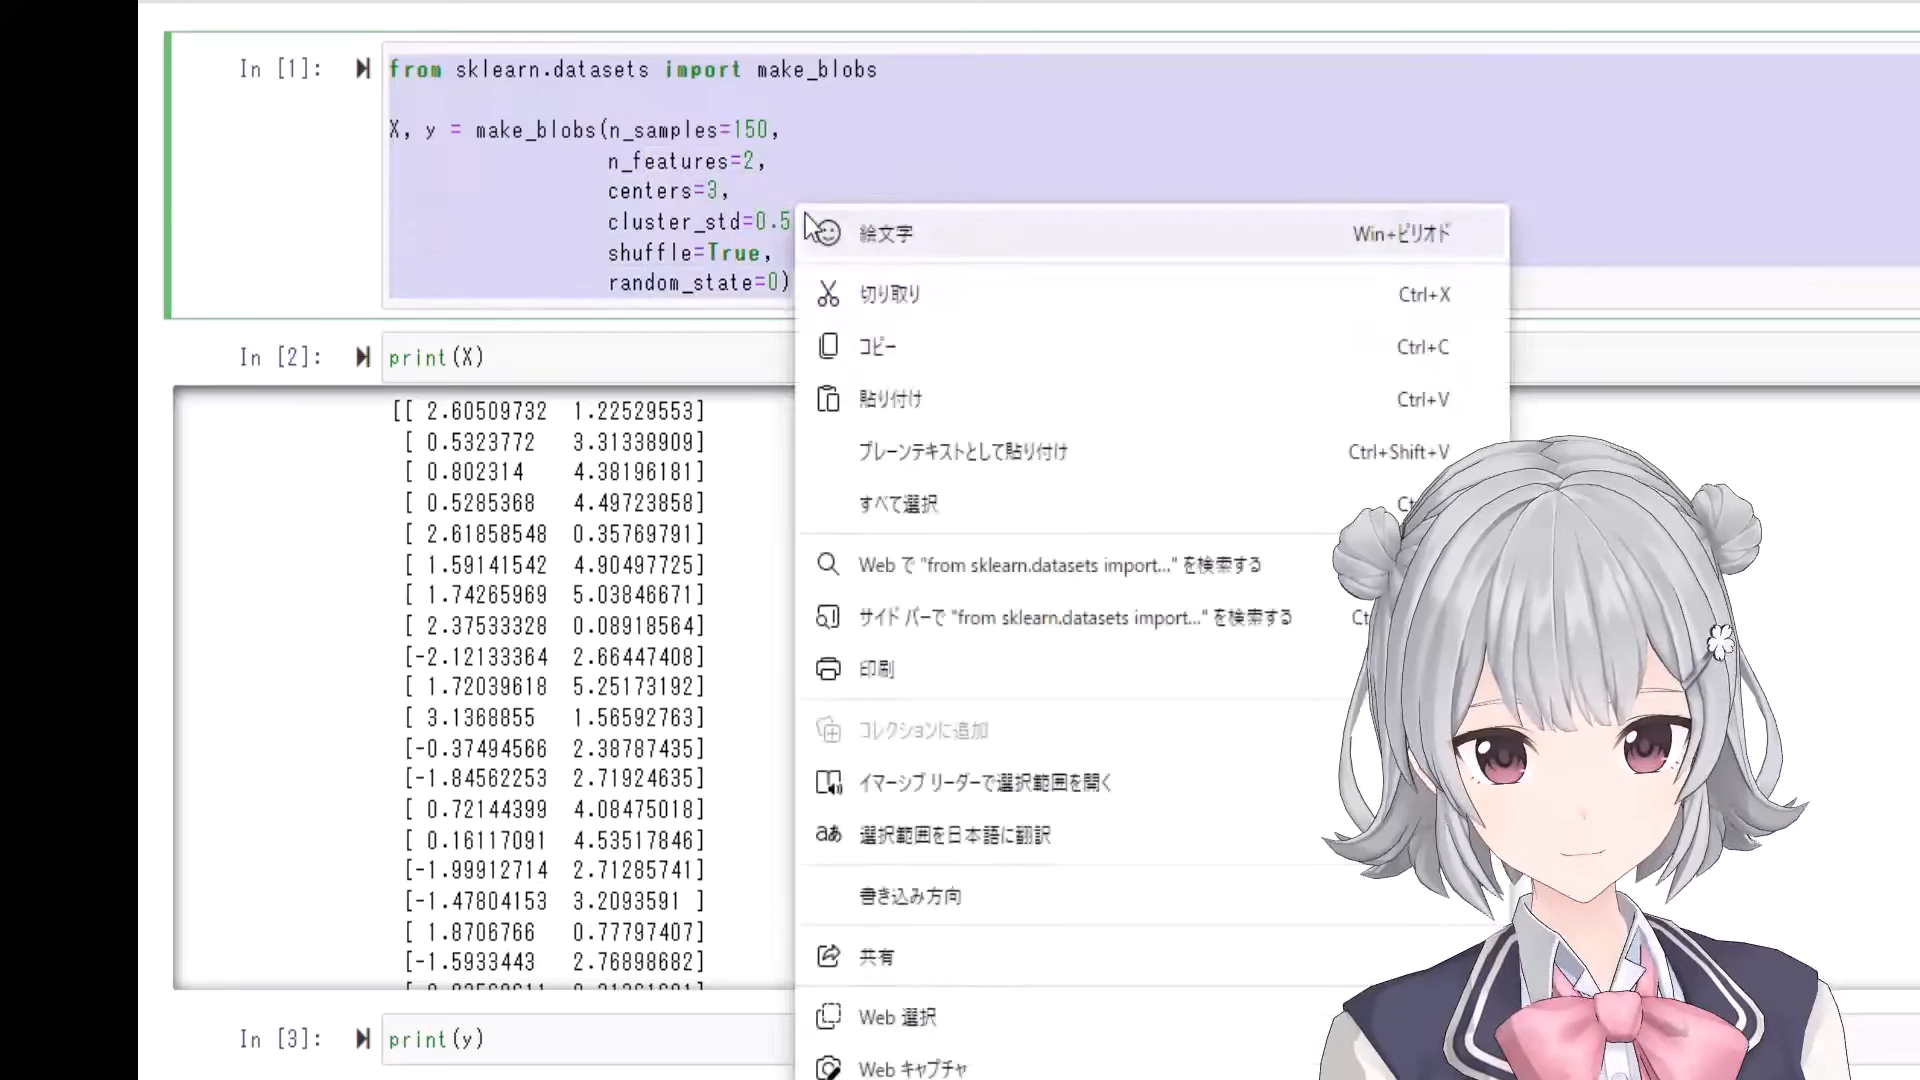 In [1]:
from sklearn.datasets import make_blobs
X, y = make_blobs(n_samples=150,
n_features=2,
centers=3,
cluster_std=0.5
shuffle=True,
random_state=0)
In [2]:
print(X)
[[ 2.60509732 1.22529553]
[ 0.5323772 3.31338909]
[ 0.802314 4.38196181]
[ 0.5285368 4.49723858]
[ 2.61858548 0.35769791]
[ 1.59141542 4.90497725]
[ 1.74265969 5.03846671]
[ 2.37533328 0.08918564]
[-2.12133364 2.66447408]
[ 1.72039618 5.25173192]
[ 3.1368855 1.56592763]
[-0.37494566 2.38787435]
[-1.84562253 2.71924635]
[ 0.72144399 4.08475018]
[ 0.16117091 4.53517846]
[-1.99912714 2.71285741]
[-1.47804153 3.2093591 ]
[ 1.8706766 0.77797407]
[-1.5933443 2.76898682]
In [3]:
print(y)
絵文字 Win+ピリオド
切り取り Ctrl+X
コピー Ctrl+C
貼り付け Ctrl+V
プレーンテキストとして貼り付け Ctrl+Shift+V
すべて選択
Web で "from sklearn.datasets import..." を検索する
サイド バーで "from sklearn.datasets import..." を検索する
印刷
コレクションに追加
イマーシブ リーダーで選択範囲を開く
aあ 選択範囲を日本語に翻訳
書き込み方向
共有
Web 選択
Web キャプチャ